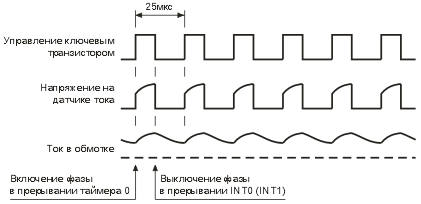 25мкс
Управление ключевым
транзистором
Напряжение на
датчике тока
Ток в обмотке
Включение фазы
в прерывании таймера 0
Выключение фазы
в прерывании INT0 (INT1)